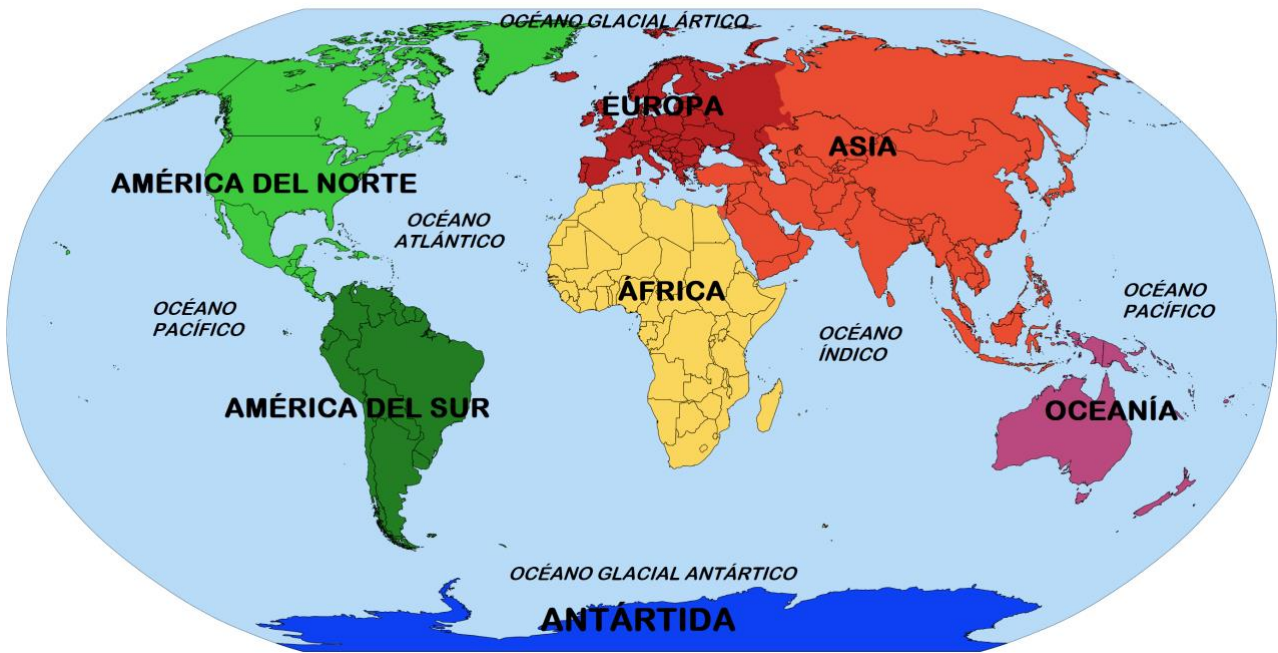 OCÉANO GLACIAL ÁRTICO
EUROPA
ASIA
AMÉRICA DEL NORTE
OCÉANO
ATLÁNTICO
ÁFRICA
OCÉANO
PACÍFICO
OCÉANO
PACÍFICO
OCÉANO
ÍNDICO
AMÉRICA DEL SUR
OCEANÍA
OCÉANO GLACIAL ANTÁRTICO
ANTÁRTIDA